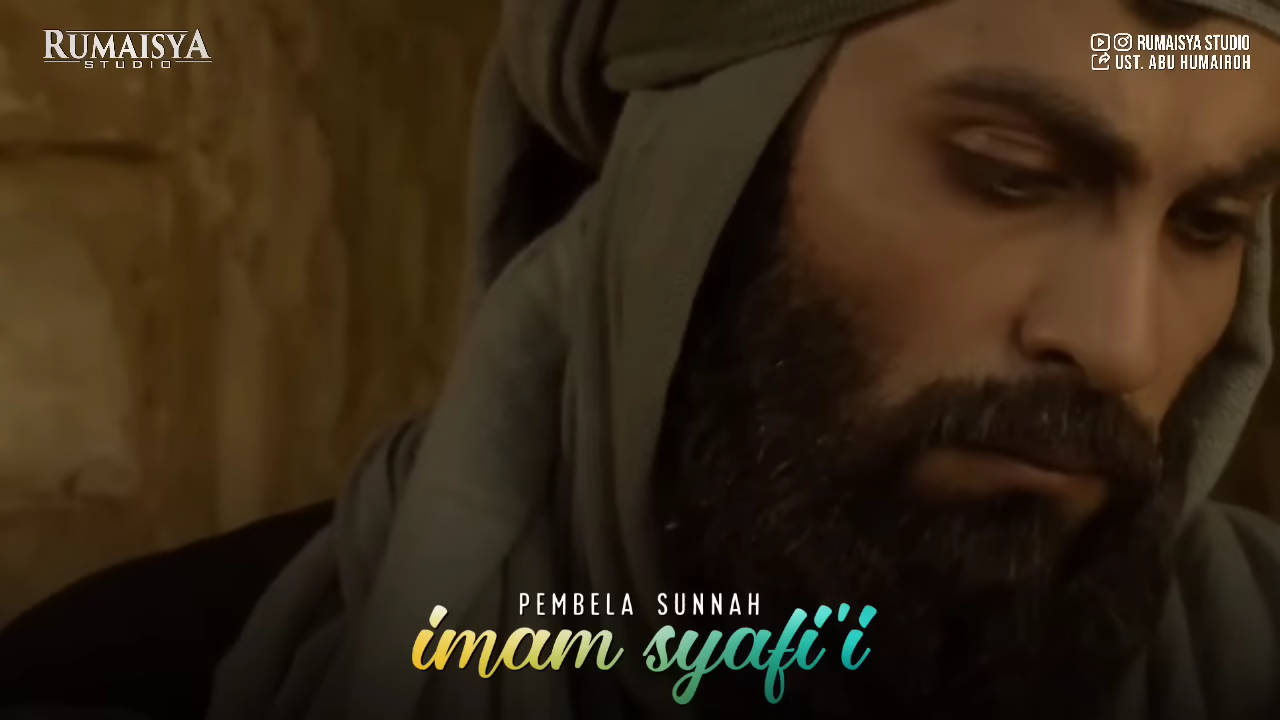 RUMAISYA
STUDIO
RUMAISYA STUDIO
UST. ABU HUMAIROH
PEMBELA SUNNAH
imam syafi'i